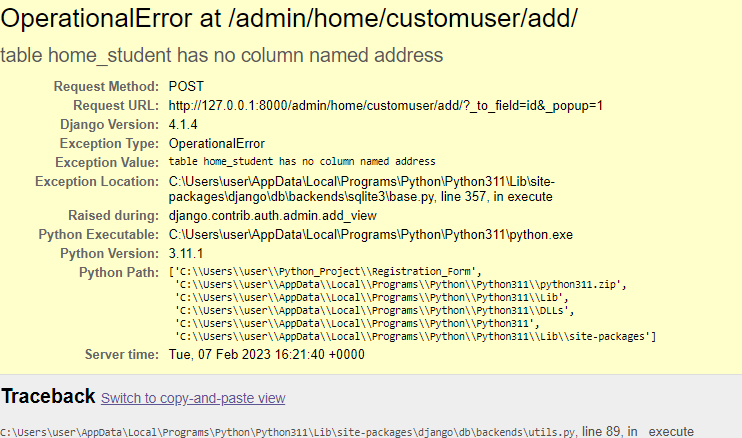 OperationalError at /admin/home/customuser/add/
table home_student has no column named address
Request Method: POST
Request URL: http://127.0.0.1:8000/admin/home/customuser/add/?_to_field=id&_popup=1
Django Version: 4.1.4
Exception Type: OperationalError
Exception Value: table home_student has no column named address
Exception Location: C:\Users\user\AppData\Local\Programs\Python\Python311\Lib\site-
packages\django\db\backends\sqlite3\base.py, line 357, in execute
Raised during: django.contrib.auth.admin.add_view
Python Executable: C:\Users\user\AppData\Local\Programs\Python\Python311\python.exe
Python Version: 3.11.1
Python Path: ['C:\\Users\\user\\Python_Project\\Registration_Form',
'C:\\Users\\user\\AppData\\Local\\Programs\\Python\\Python311\\python311.zip',
'C:\\Users\\user\\AppData\\Local\\Programs\\Python\\Python311\\Lib',
'C:\\Users\\user\\AppData\\Local\\Programs\\Python\\Python311\\DLLs',
'C:\\Users\\user\\AppData\\Local\\Programs\\Python\\Python311',
'C:\\Users\\user\\AppData\\Local\\Programs\\Python\\Python311\\Lib\\site-packages']
Server time: Tue, 07 Feb 2023 16:21:40 +0000
Traceback Switch to copy-and-paste view
C:\Users\user\AppData\Local\Programs\Python\Python311\Lib\site-packages\django\db\backends\utils.py, line 89, in _execute